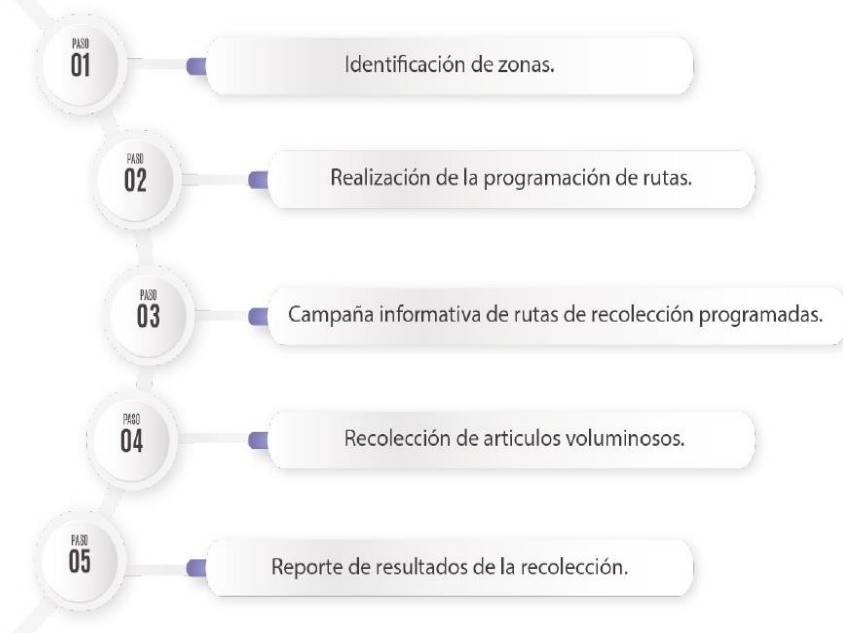 PASO
01
Identificación de zonas.
PASO
02
Realización de la programación de rutas.
PASO
03
Campaña informativa de rutas de recolección programadas.
PASO
04
Recolección de articulos voluminosos.
PASO
05
Reporte de resultados de la recolección.